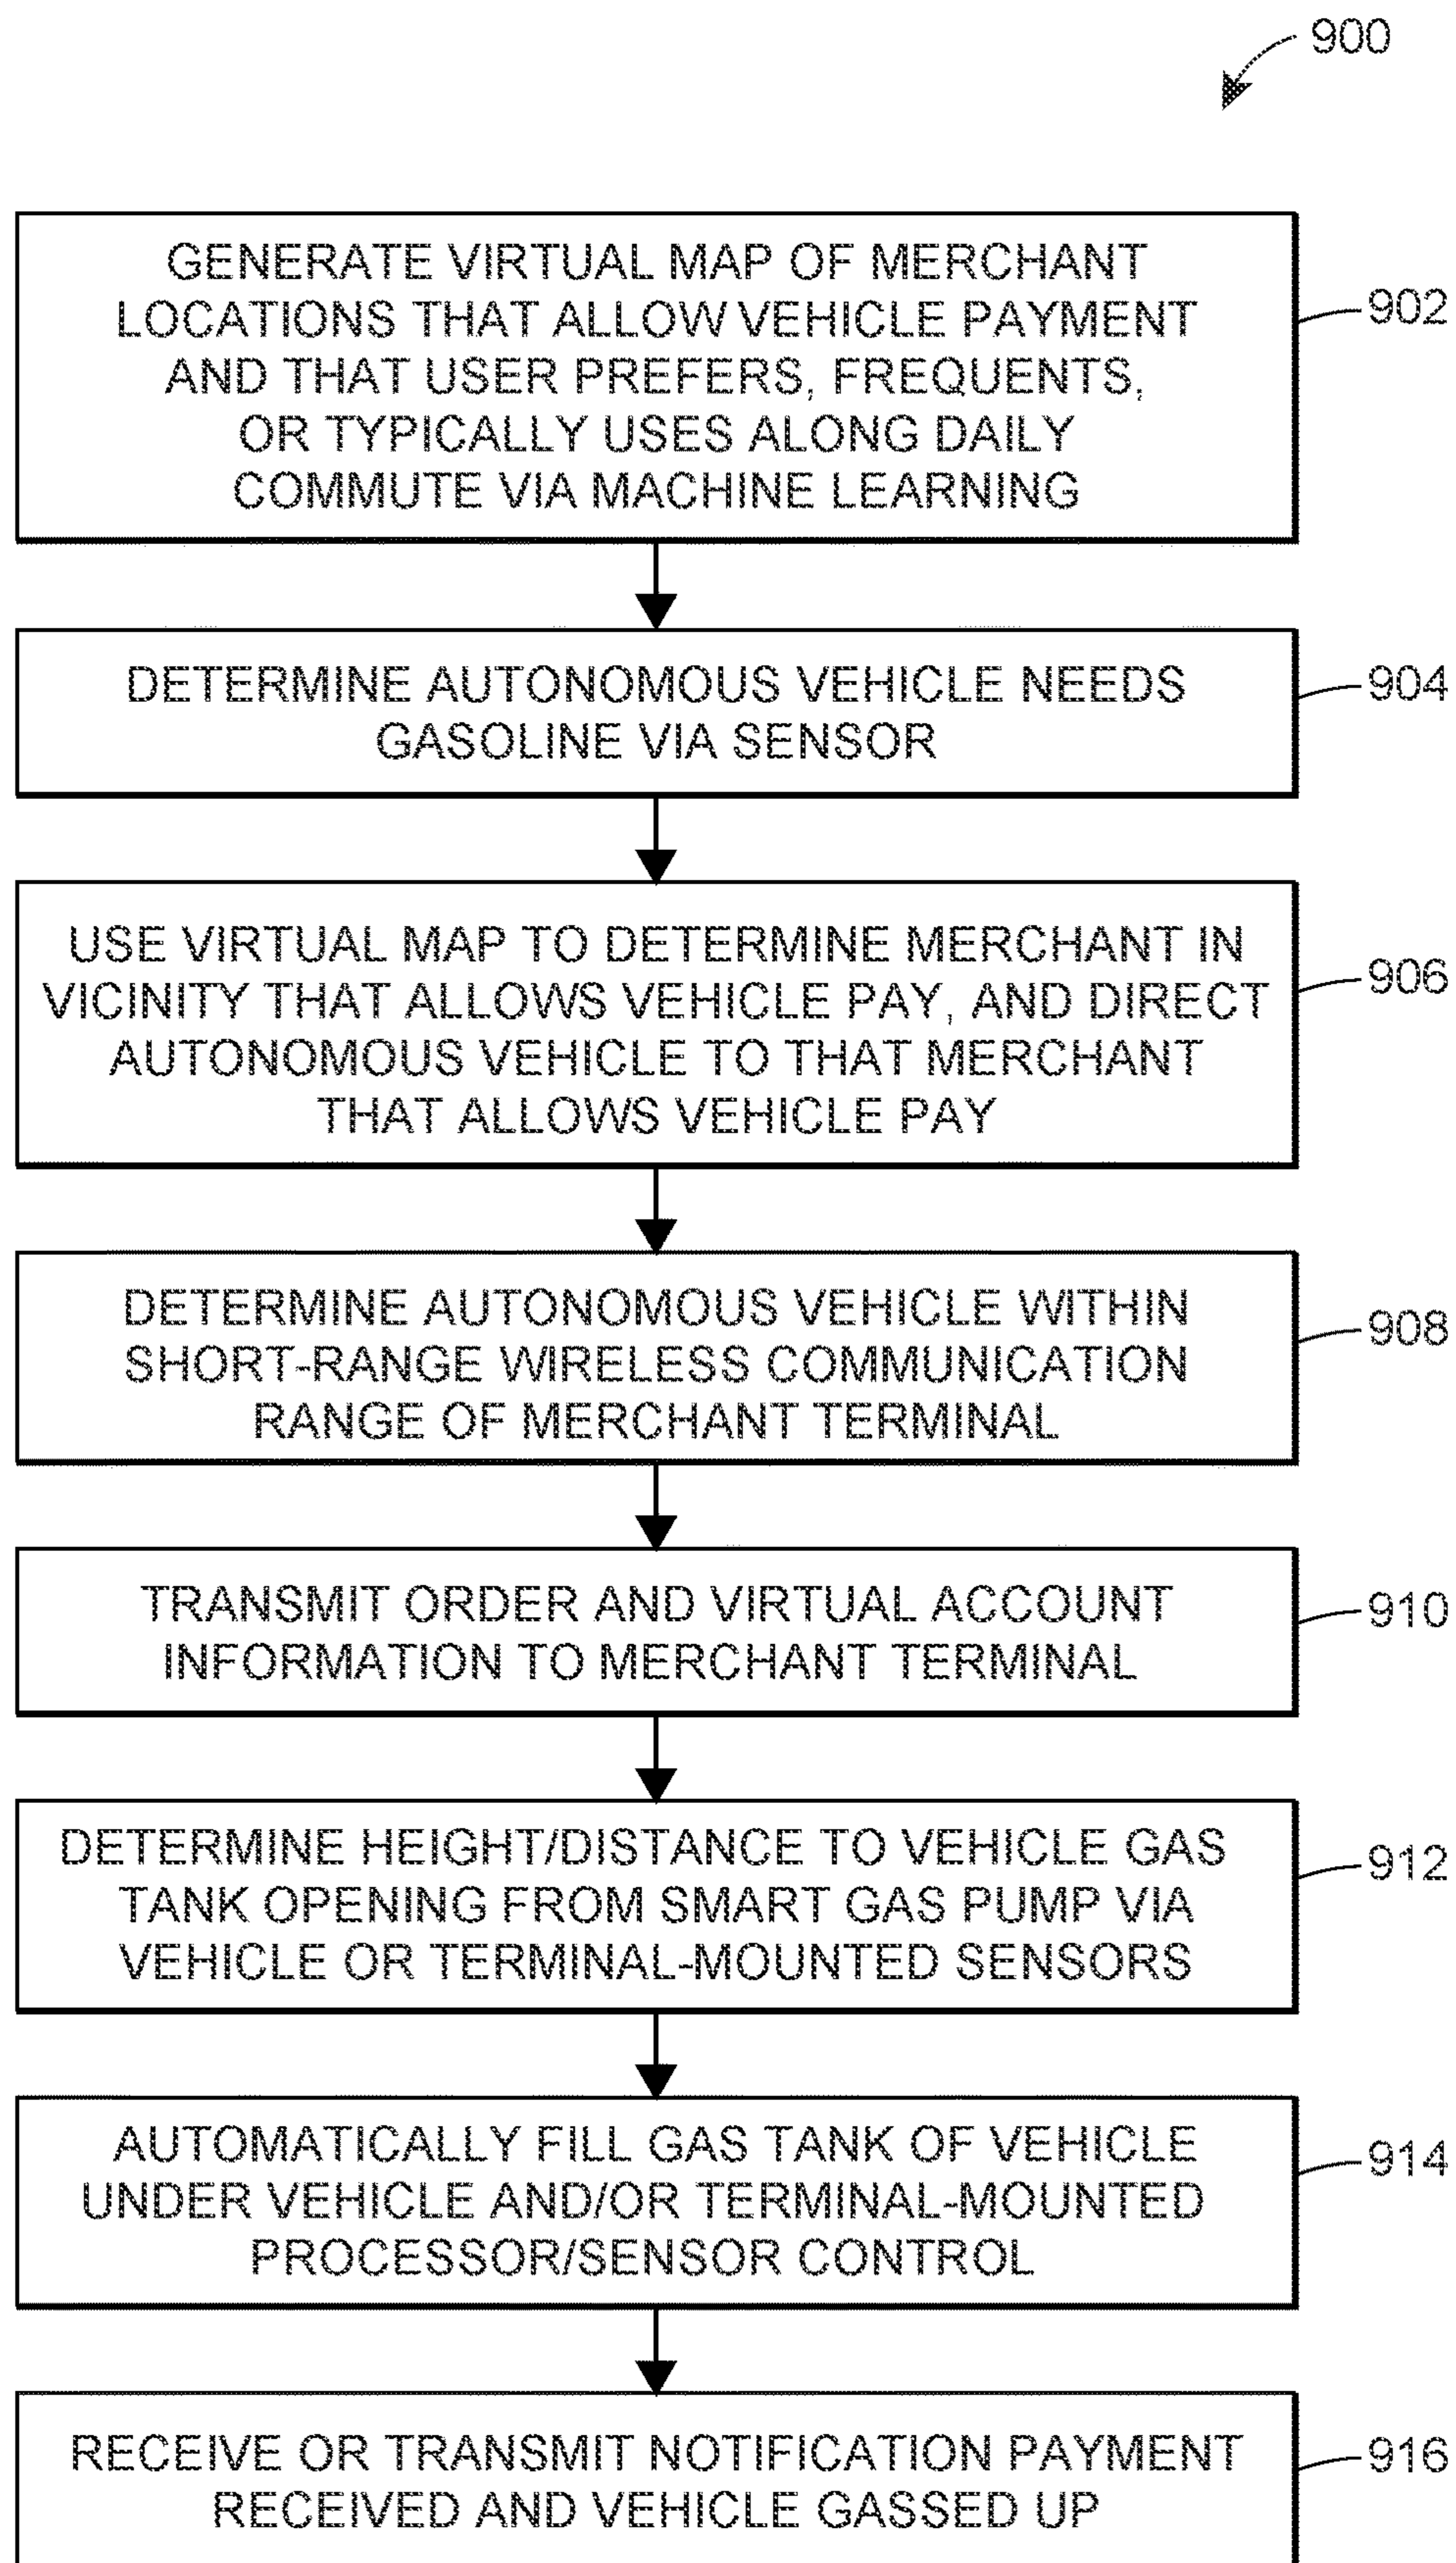 900
GENERATE VIRTUAL MAP OF MERCHANT
LOCATIONS THAT ALLOW VEHICLE PAYMENT
AND THAT USER PREFERS, FREQUENTS,
OR TYPICALLY USES ALONG DAILY
COMMUTE VIA MACHINE LEARNING
902
DETERMINE AUTONOMOUS VEHICLE NEEDS
GASOLINE VIA SENSOR
904
USE VIRTUAL MAP TO DETERMINE MERCHANT IN
VICINITY THAT ALLOWS VEHICLE PAY, AND DIRECT
AUTONOMOUS VEHICLE TO THAT MERCHANT
THAT ALLOWS VEHICLE PAY
906
DETERMINE AUTONOMOUS VEHICLE WITHIN
SHORT-RANGE WIRELESS COMMUNICATION
RANGE OF MERCHANT TERMINAL
908
TRANSMIT ORDER AND VIRTUAL ACCOUNT
INFORMATION TO MERCHANT TERMINAL
910
DETERMINE HEIGHT/DISTANCE TO VEHICLE GAS
TANK OPENING FROM SMART GAS PUMP VIA
VEHICLE OR TERMINAL-MOUNTED SENSORS
912
AUTOMATICALLY FILL GAS TANK OF VEHICLE
UNDER VEHICLE AND/OR TERMINAL-MOUNTED
PROCESSOR/SENSOR CONTROL
914
RECEIVE OR TRANSMIT NOTIFICATION PAYMENT
RECEIVED AND VEHICLE GASSED UP
916